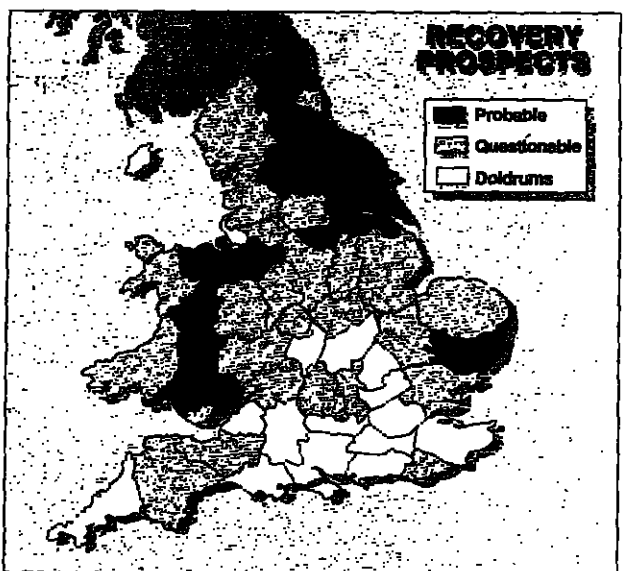 RECOVERY
PROSPECTS
Probable
Questionable
Doldrums